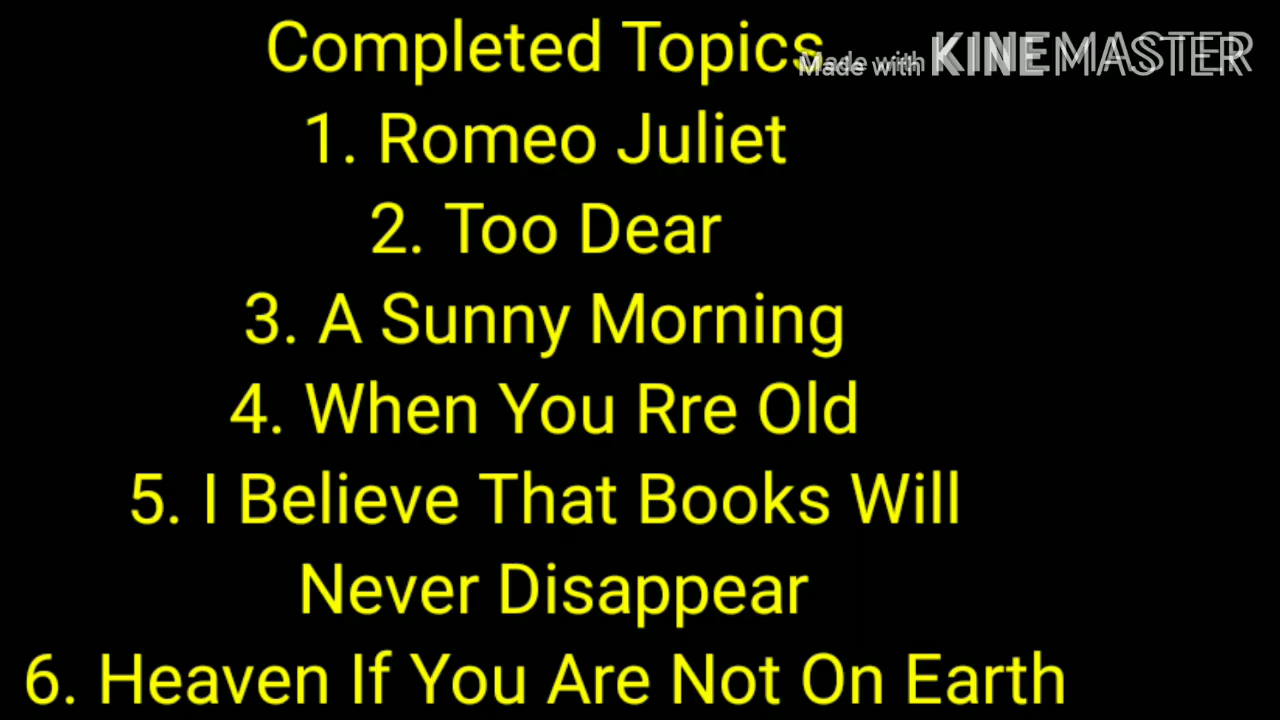 Completed Topics
Made with KINEMASTER
1. Romeo Juliet
2. Too Dear
3. A Sunny Morning
4. When You Rre Old
5. I Believe That Books Will
Never Disappear
6. Heaven If You Are Not On Earth